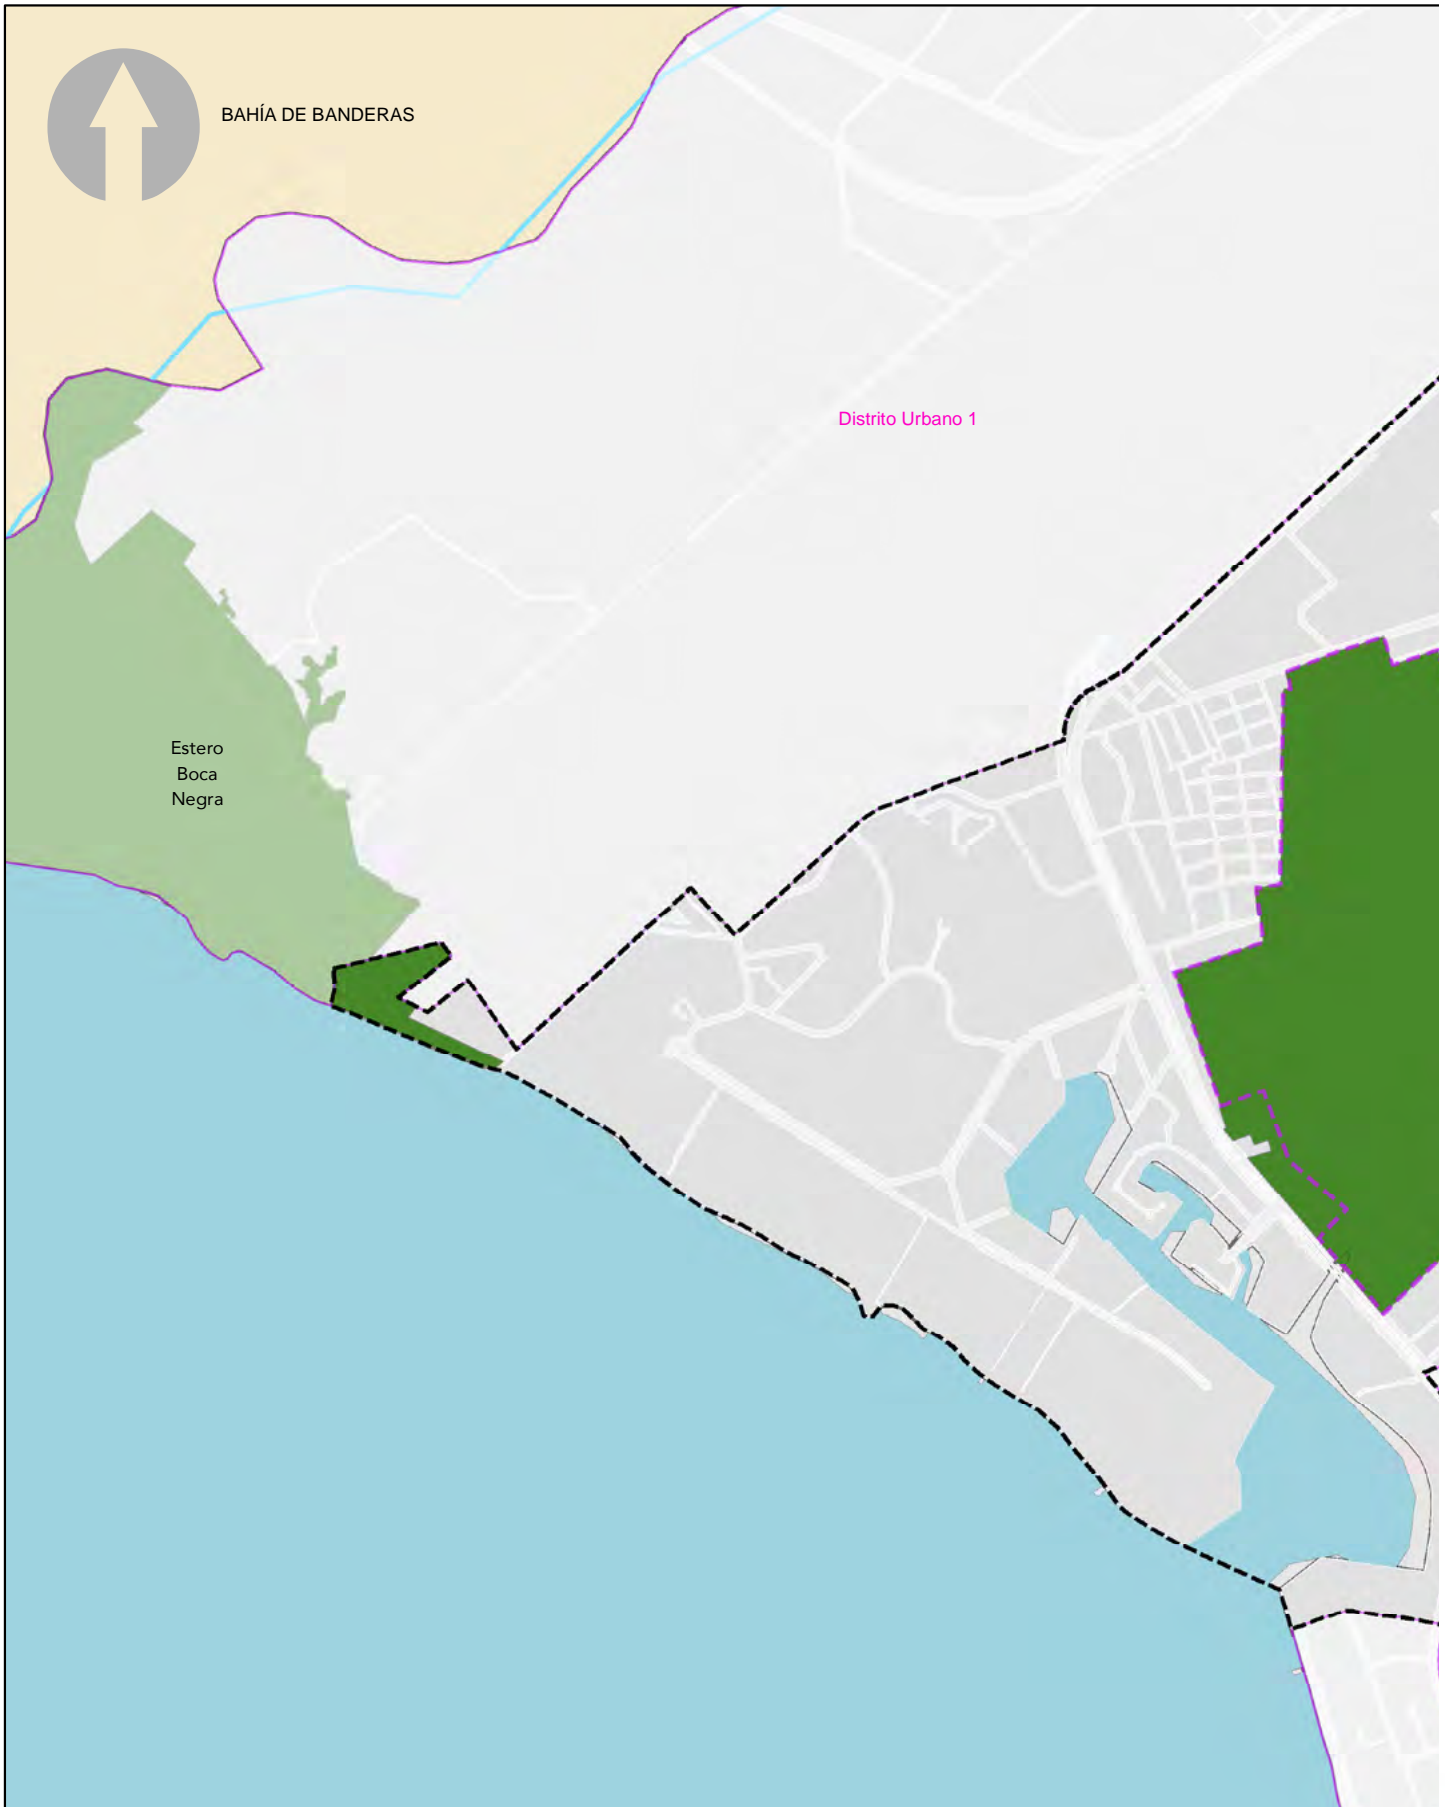 BAHÍA DE BANDERAS
Distrito Urbano 1
Estero
Boca
Negra